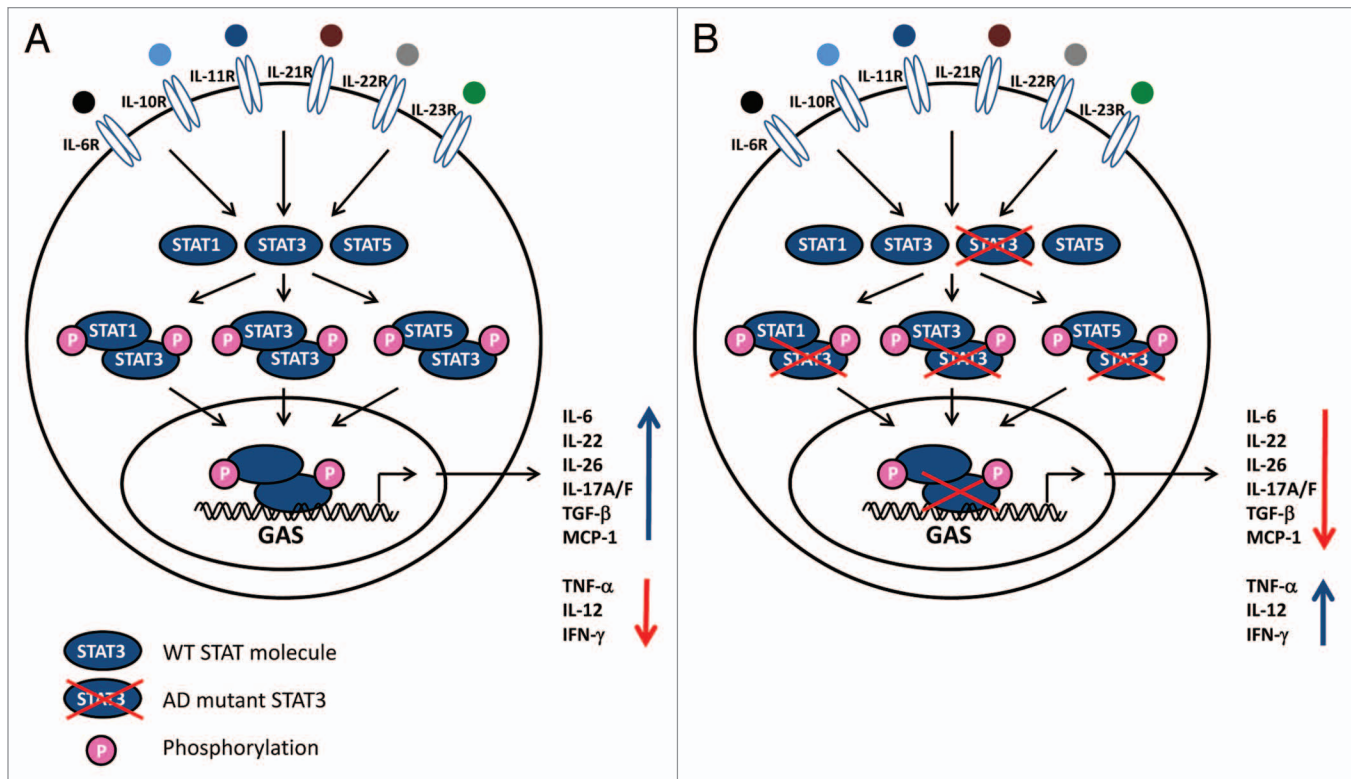 A
IL-6R
IL-10R
IL-11R
IL-21R
IL-22R
IL-23R
STAT1 STAT3 STAT5
P STAT1 STAT3 P
P STAT3 STAT3 P
P STAT5 STAT3 P
P P
GAS
IL-6
IL-22
IL-26
IL-17A/F
TGF-β
MCP-1
TNF-α
IL-12
IFN-γ
STAT3 WT STAT molecule
STAT3 AD mutant STAT3
P Phosphorylation
B
IL-6R
IL-10R
IL-11R
IL-21R
IL-22R
IL-23R
STAT1 STAT3 STAT3 STAT5
P STAT1 STAT3 P
P STAT3 STAT3 P
P STAT5 STAT3 P
P P
GAS
IL-6
IL-22
IL-26
IL-17A/F
TGF-β
MCP-1
TNF-α
IL-12
IFN-γ